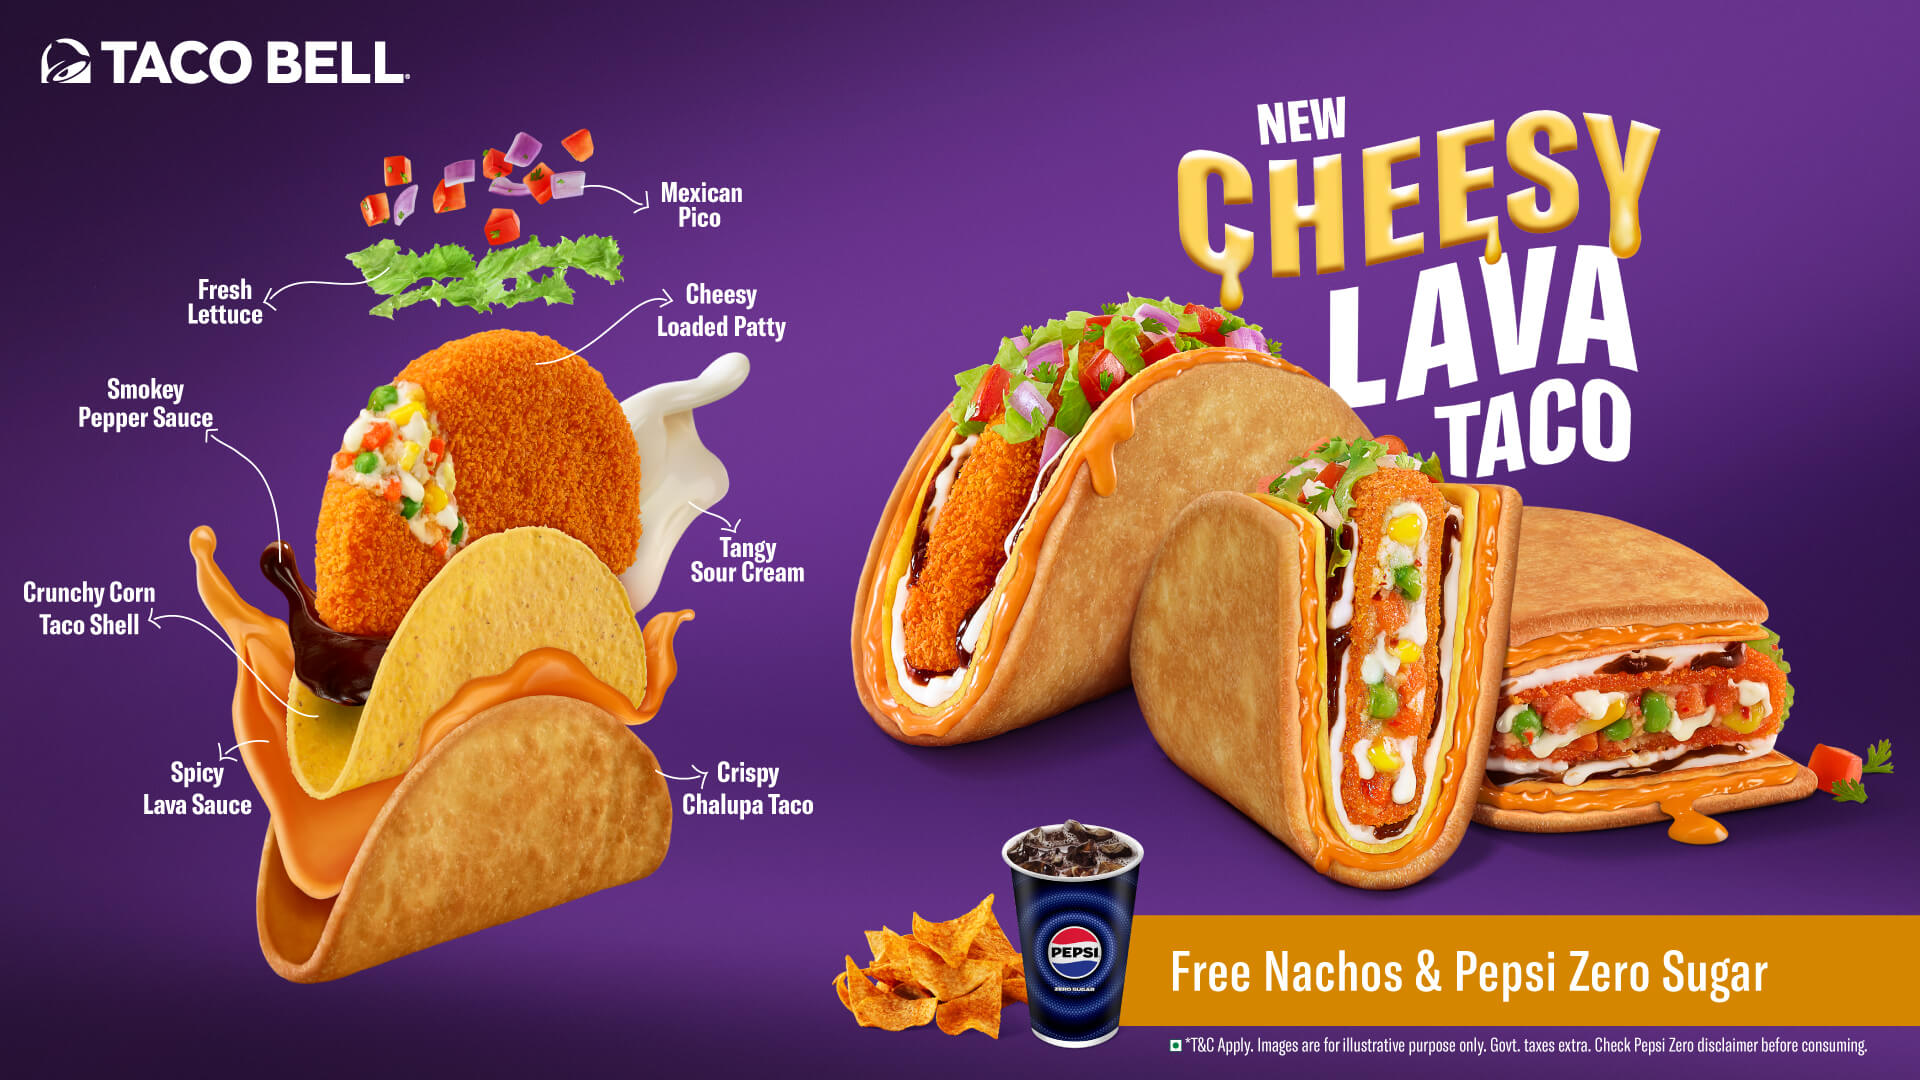 TACO BELL
NEW
CHEESY
LAVA
TACO
Mexican
Pico
Fresh
Lettuce
Cheesy
Loaded Patty
Smokey
Pepper Sauce
Tangy
Sour Cream
Crunchy Corn
Taco Shell
Spicy
Lava Sauce
Crispy
Chalupa Taco
PEPSI
ZERO SUGAR
Free Nachos & Pepsi Zero Sugar
*T&C Apply. Images are for illustrative purpose only. Govt. taxes extra. Check Pepsi Zero disclaimer before consuming.